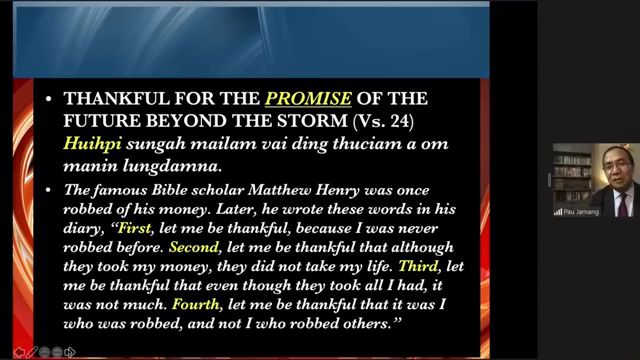 • THANKFUL FOR THE PROMISE OF THE
FUTURE BEYOND THE STORM (Vs. 24)
Huihpi sungah mailam vai ding thuciam a om
manin lungdamna.
• The famous Bible scholar Matthew Henry was once
robbed of his money. Later, he wrote these words in his
diary, “First, let me be thankful, because I was never
robbed before. Second, let me be thankful that although
they took my money, they did not take my life. Third, let
me be thankful that even though they took all I had, it
was not much. Fourth, let me be thankful that it was I
who was robbed, and not I who robbed others.”
Pau Jamang